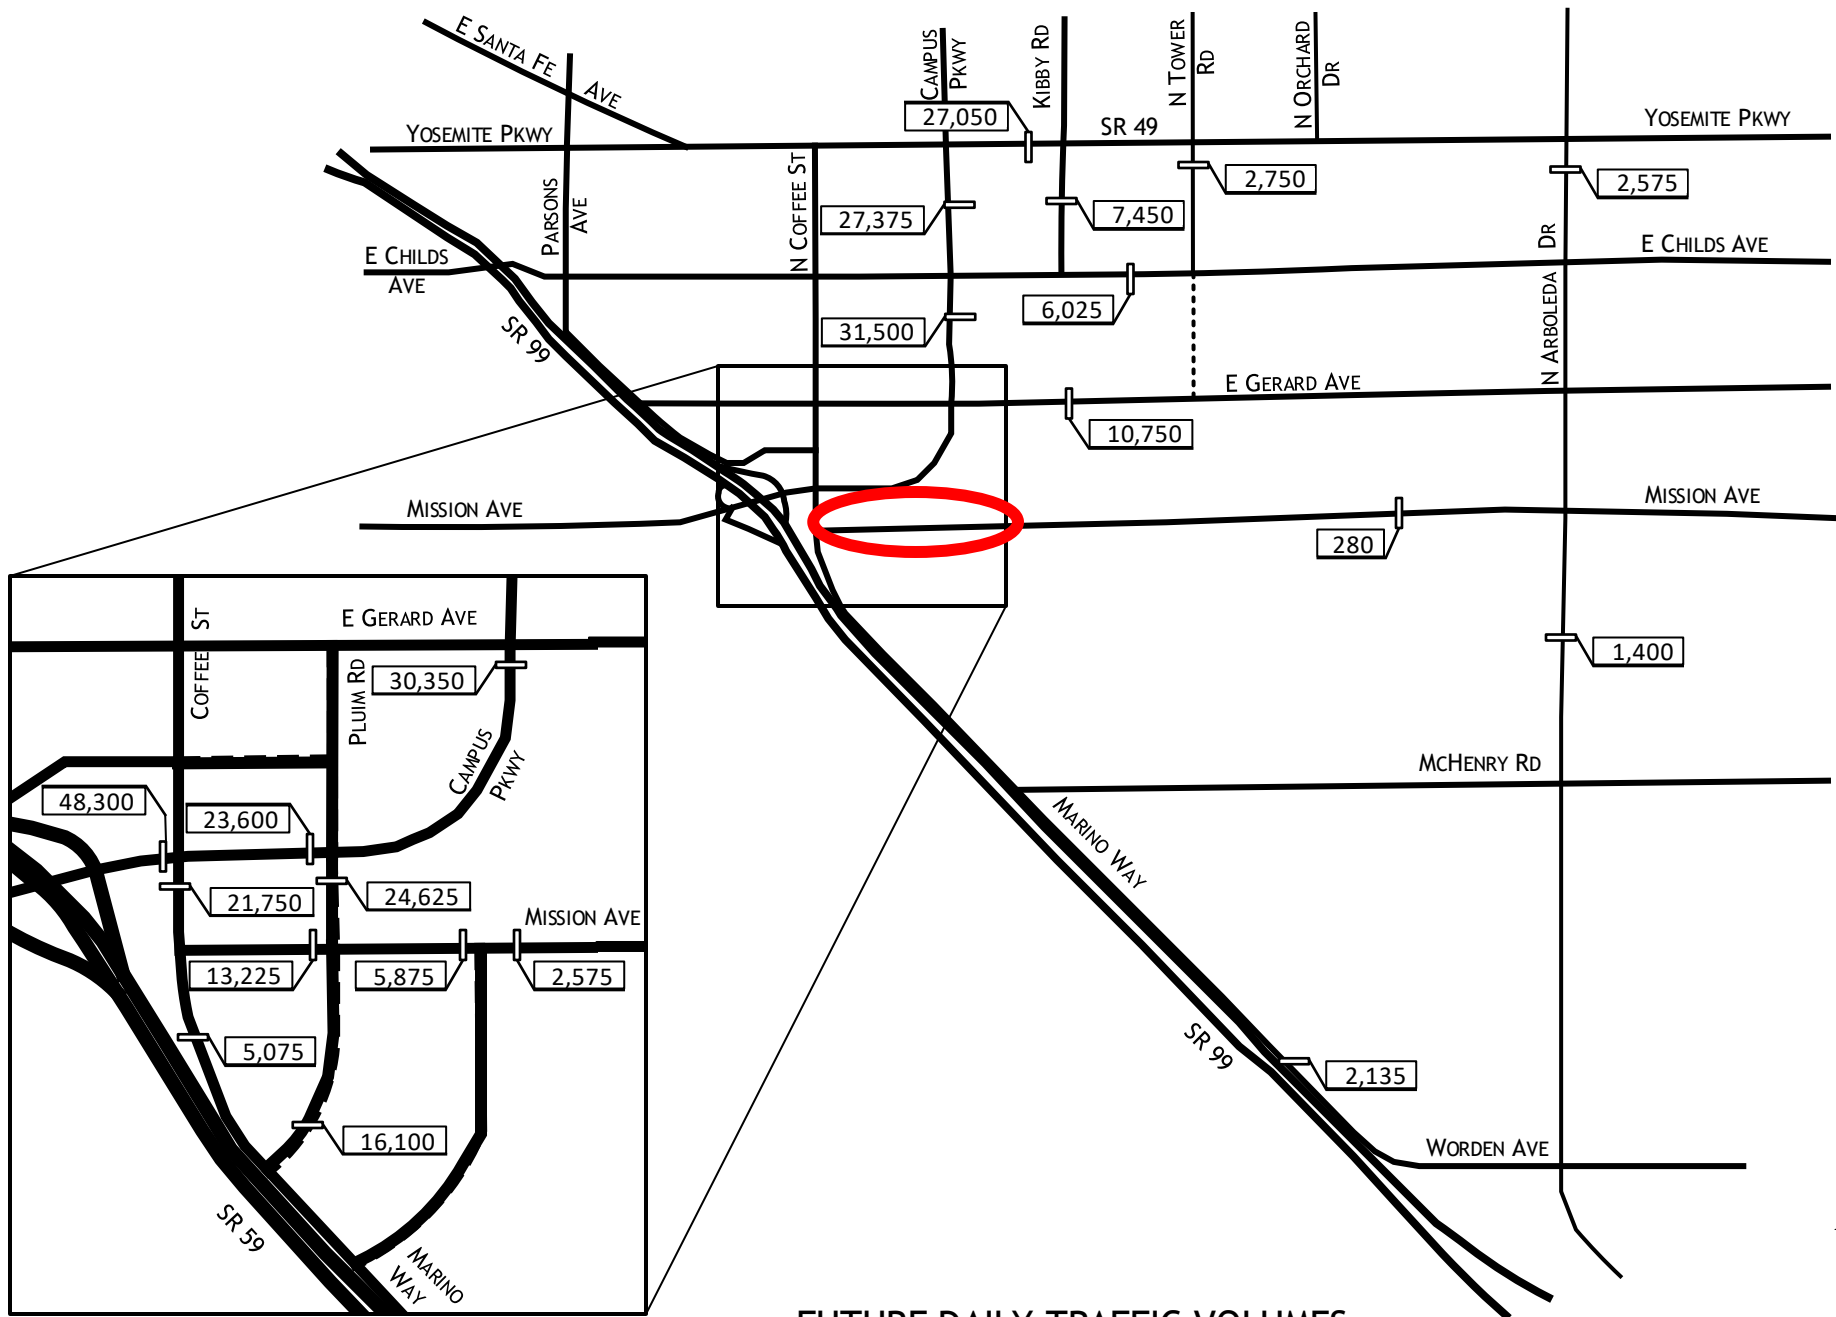 E SANTA FE
AVE
CAMPUS
PKWY
KIBBY RD
N TOWER
RD
N ORCHARD
DR
27,050
YOSEMITE PKWY
SR 49
YOSEMITE PKWY
PARSONS
AVE
N COFFEE ST
27,375
7,450
2,750
2,575
E CHILDS
AVE
E CHILDS AVE
N ARBOLEDA DR
6,025
SR 99
31,500
E GERARD AVE
10,750
MISSION AVE
MISSION AVE
280
COFFEE ST
E GERARD AVE
PLUIM RD
30,350
1,400
CAMPUS
PKWY
48,300
23,600
MCHENRY RD
MARINO WAY
21,750
24,625
MISSION AVE
13,225
5,875
2,575
5,075
SR 99
2,135
16,100
WORDEN AVE
SR 59
MARINO
WAY
FUTURE DAILY TRAFFIC VOLUMES